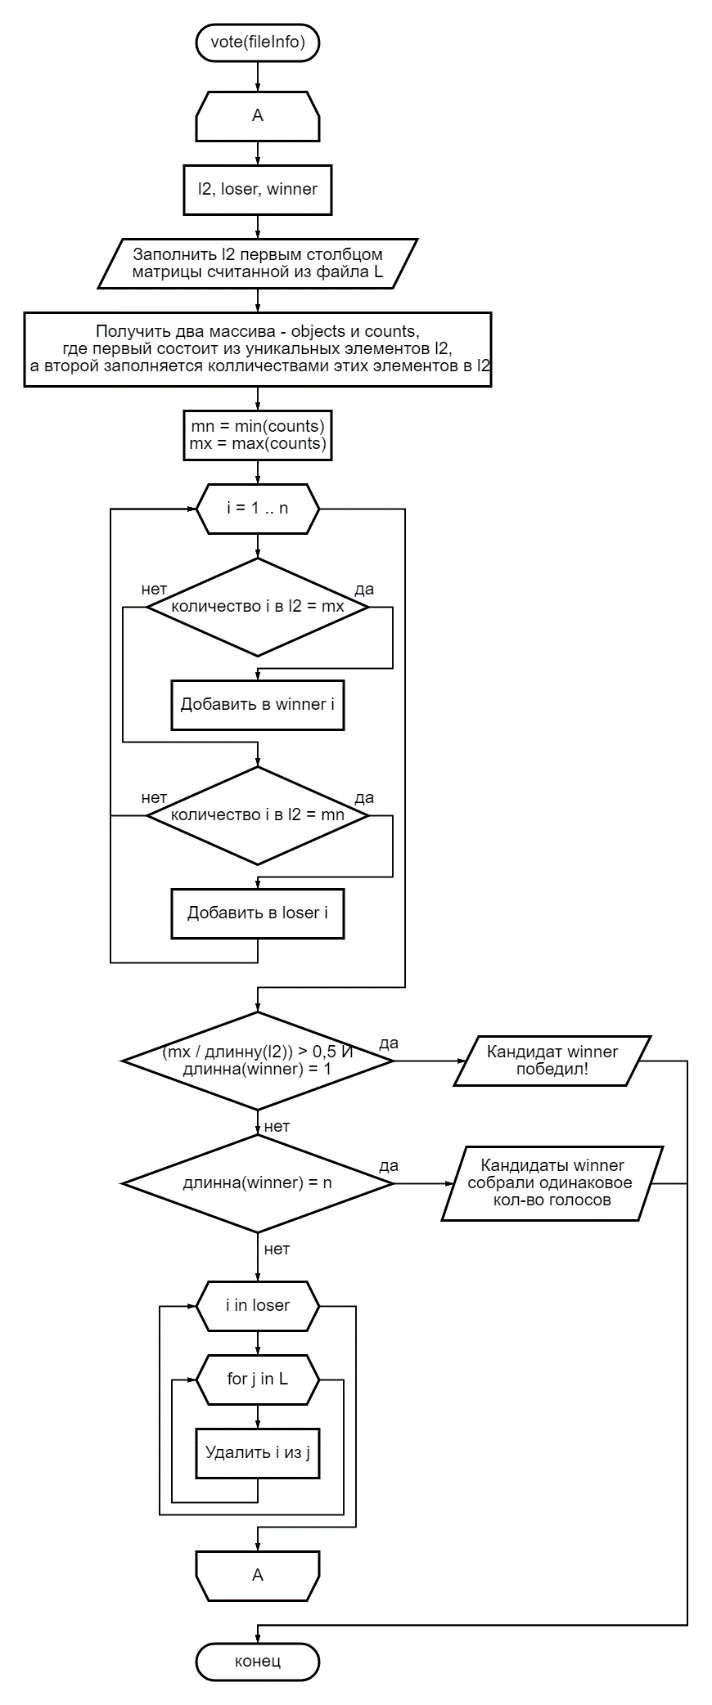 vote(fileInfo)
A
l2, loser, winner
Заполнить l2 первым столбцом
матрицы считанной из файла L
Получить два массива - objects и counts,
где первый состоит из уникальных элементов l2,
а второй заполняется колличествами этих элементов в l2
mn = min(counts)
mx = max(counts)
i = 1 .. n
нет
да
количество i в l2 = mx
Добавить в winner i
нет
да
количество i в l2 = mn
Добавить в loser i
(mx / длинну(l2)) > 0,5 И
длинна(winner) = 1
да
Кандидат winner
победил!
нет
длинна(winner) = n
да
Кандидаты winner
собрали одинаковое
кол-во голосов
нет
i in loser
for j in L
Удалить i из j
A
конец